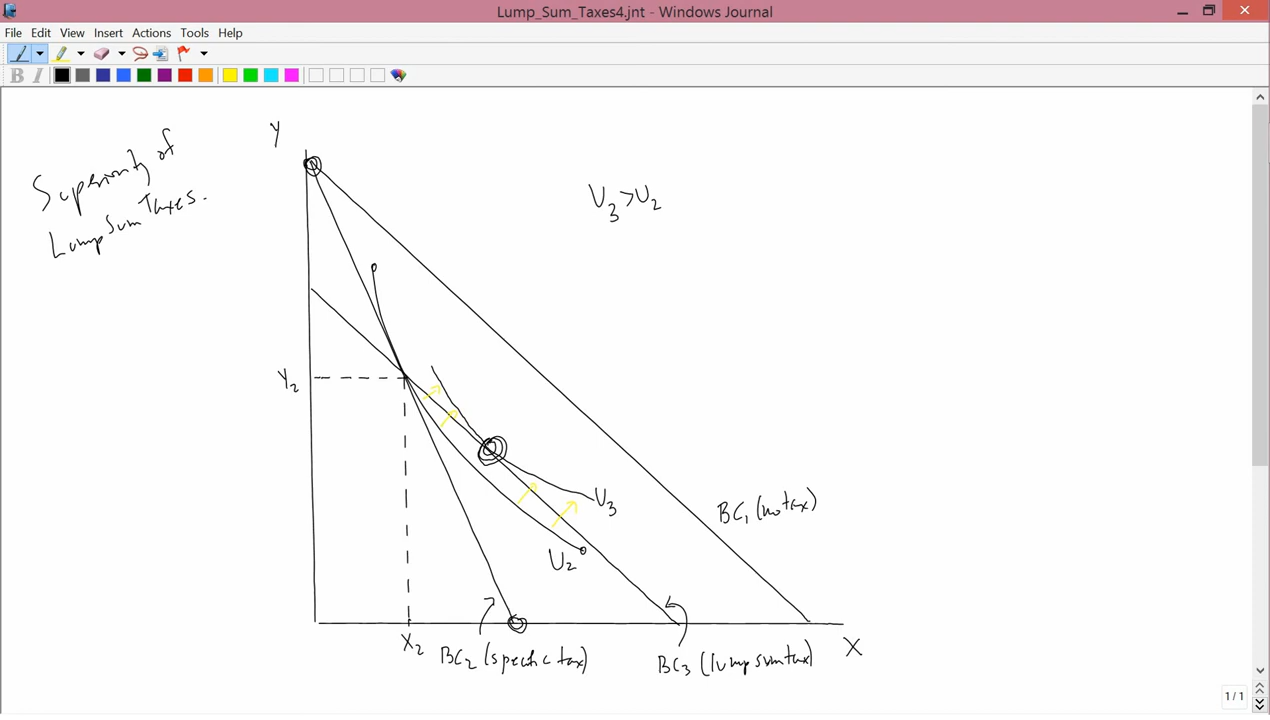 Lump_Sum_Taxes4.jnt - Windows Journal
File Edit View Insert Actions Tools Help
B I
Superiority of
Lump Sum Taxes.
Y
U3 > U2
Y2
U3
BC1 (no tax)
U2
X2
BC2 (specific tax)
BC3 (lump sum tax)
X
1 / 1